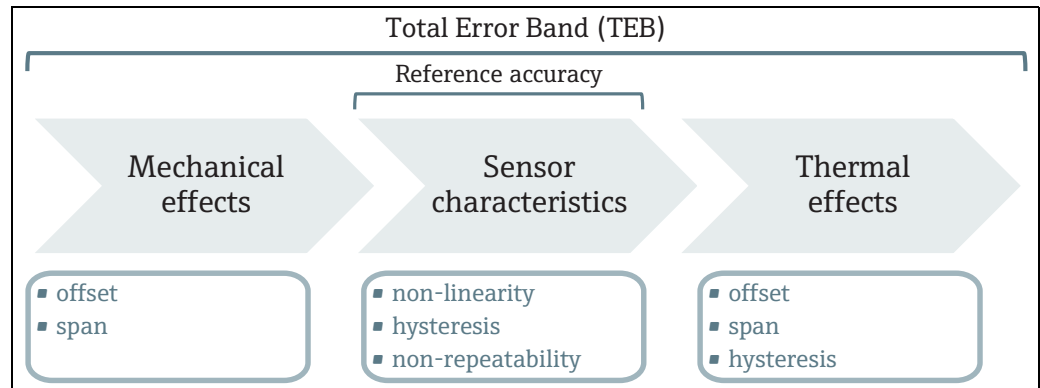 Total Error Band (TEB)
Reference accuracy
Mechanical
effects
Sensor
characteristics
Thermal
effects
▪ offset
▪ span
▪ non-linearity
▪ hysteresis
▪ non-repeatability
▪ offset
▪ span
▪ hysteresis